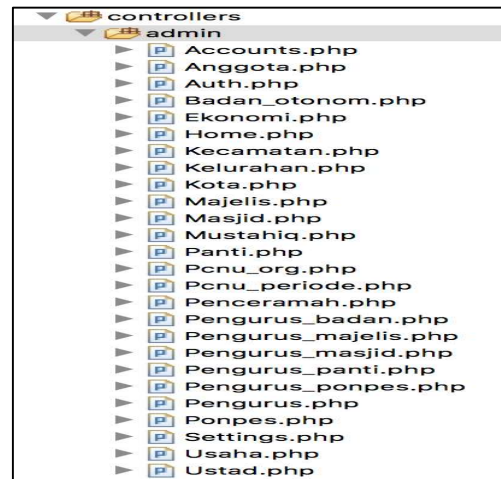 controllers
admin
Accounts.php
Anggota.php
Auth.php
Badan_otonom.php
Ekonomi.php
Home.php
Kecamatan.php
Kelurahan.php
Kota.php
Majelis.php
Masjid.php
Mustahiq.php
Panti.php
Pcnu_org.php
Pcnu_periode.php
Penceramah.php
Pengurus_badan.php
Pengurus_majelis.php
Pengurus_masjid.php
Pengurus_panti.php
Pengurus_ponpes.php
Pengurus.php
Ponpes.php
Settings.php
Usaha.php
Ustad.php